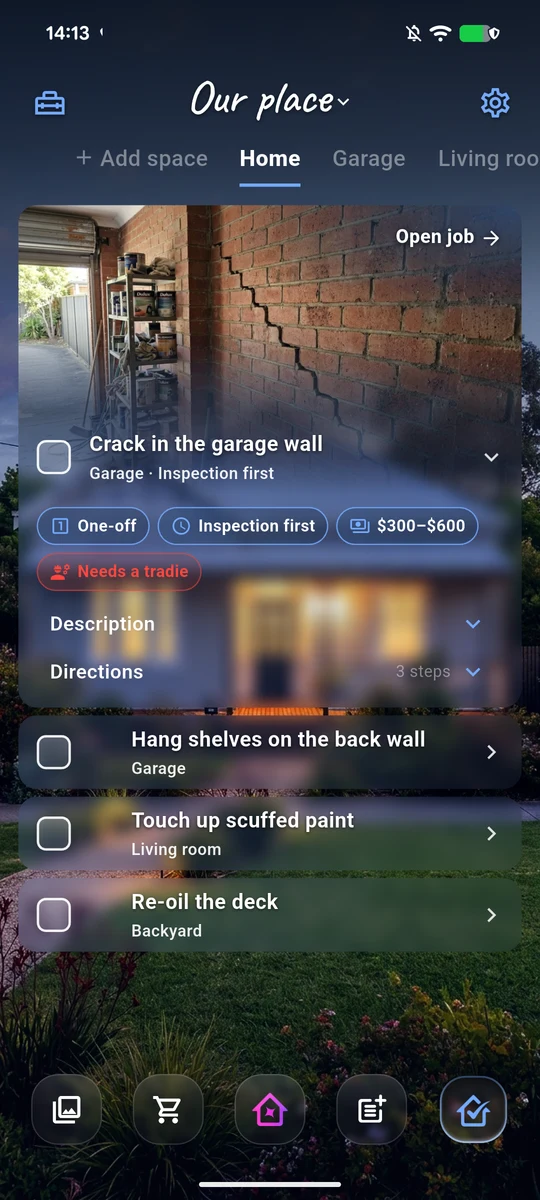 14:13
Our place
+ Add space
Home
Garage
Living roo
Open job →
Crack in the garage wall
Garage · Inspection first
1 One-off
Inspection first
$300–$600
Needs a tradie
Description
Directions
3 steps
Hang shelves on the back wall
Garage
Touch up scuffed paint
Living room
Re-oil the deck
Backyard